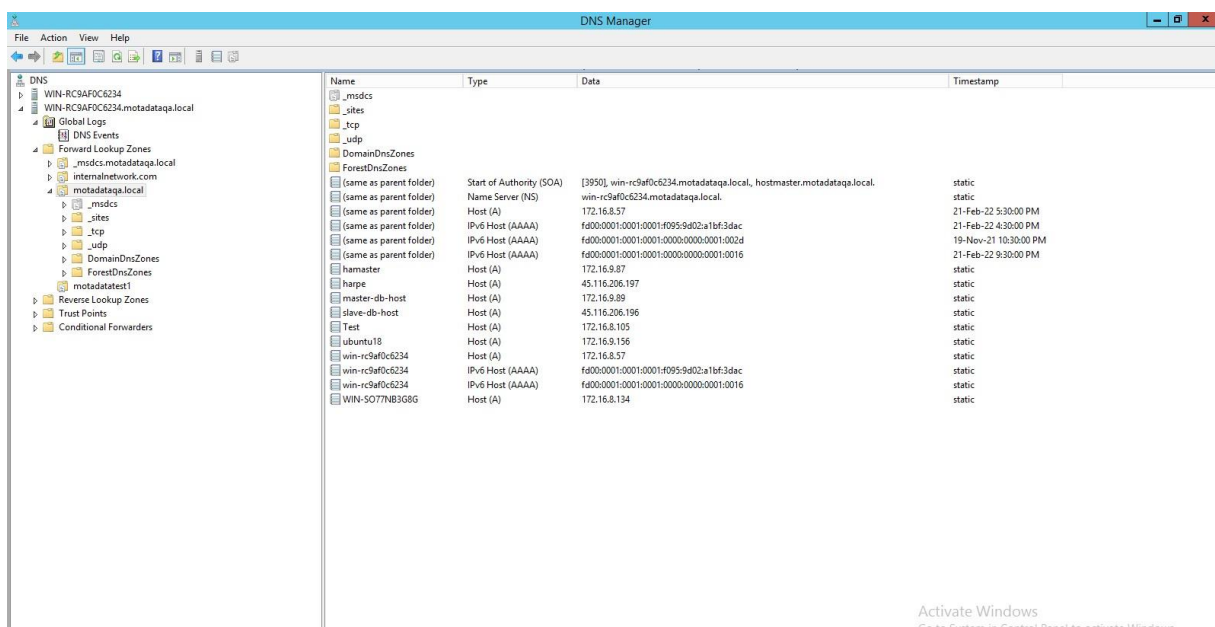 DNS Manager
File Action View Help
DNS
WIN-RC9AF0C6234
WIN-RC9AF0C6234.motadataqa.local
Global Logs
DNS Events
Forward Lookup Zones
_msdcs.motadataqa.local
internalnetwork.com
motadataqa.local
_msdcs
_sites
_tcp
_udp
DomainDnsZones
ForestDnsZones
motadatatest1
Reverse Lookup Zones
Trust Points
Conditional Forwarders
Name Type Data Timestamp
_msdcs
_sites
_tcp
_udp
DomainDnsZones
ForestDnsZones
(same as parent folder) Start of Authority (SOA) [3950], win-rc9af0c6234.motadataqa.local., hostmaster.motadataqa.local. static
(same as parent folder) Name Server (NS) win-rc9af0c6234.motadataqa.local. static
(same as parent folder) Host (A) 172.16.8.57 21-Feb-22 5:30:00 PM
(same as parent folder) IPv6 Host (AAAA) fd00:0001:0001:0001:f095:9d02:a1bf:3dac 21-Feb-22 4:30:00 PM
(same as parent folder) IPv6 Host (AAAA) fd00:0001:0001:0001:0000:0000:0001:002d 19-Nov-21 10:30:00 PM
(same as parent folder) IPv6 Host (AAAA) fd00:0001:0001:0001:0000:0000:0001:0016 21-Feb-22 9:30:00 PM
hamaster Host (A) 172.16.9.87 static
harpe Host (A) 45.116.206.197 static
master-db-host Host (A) 172.16.9.89 static
slave-db-host Host (A) 45.116.206.196 static
Test Host (A) 172.16.8.105 static
ubuntu18 Host (A) 172.16.9.156 static
win-rc9af0c6234 Host (A) 172.16.8.57 static
win-rc9af0c6234 IPv6 Host (AAAA) fd00:0001:0001:0001:f095:9d02:a1bf:3dac static
win-rc9af0c6234 IPv6 Host (AAAA) fd00:0001:0001:0001:0000:0000:0001:0016 static
WIN-SO77NB3G8G Host (A) 172.16.8.134 static
Activate Windows